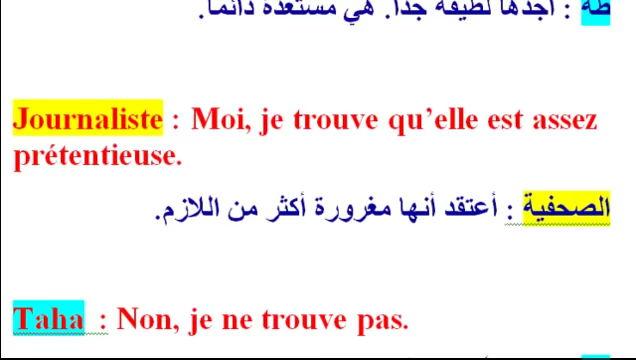 طه : أجدها لطيفة جدا. هي مستعدة دائما.
Journaliste : Moi, je trouve qu’elle est assez
prétentieuse.
الصحفية : أعتقد أنها مغرورة أكثر من اللازم.
Taha : Non, je ne trouve pas.